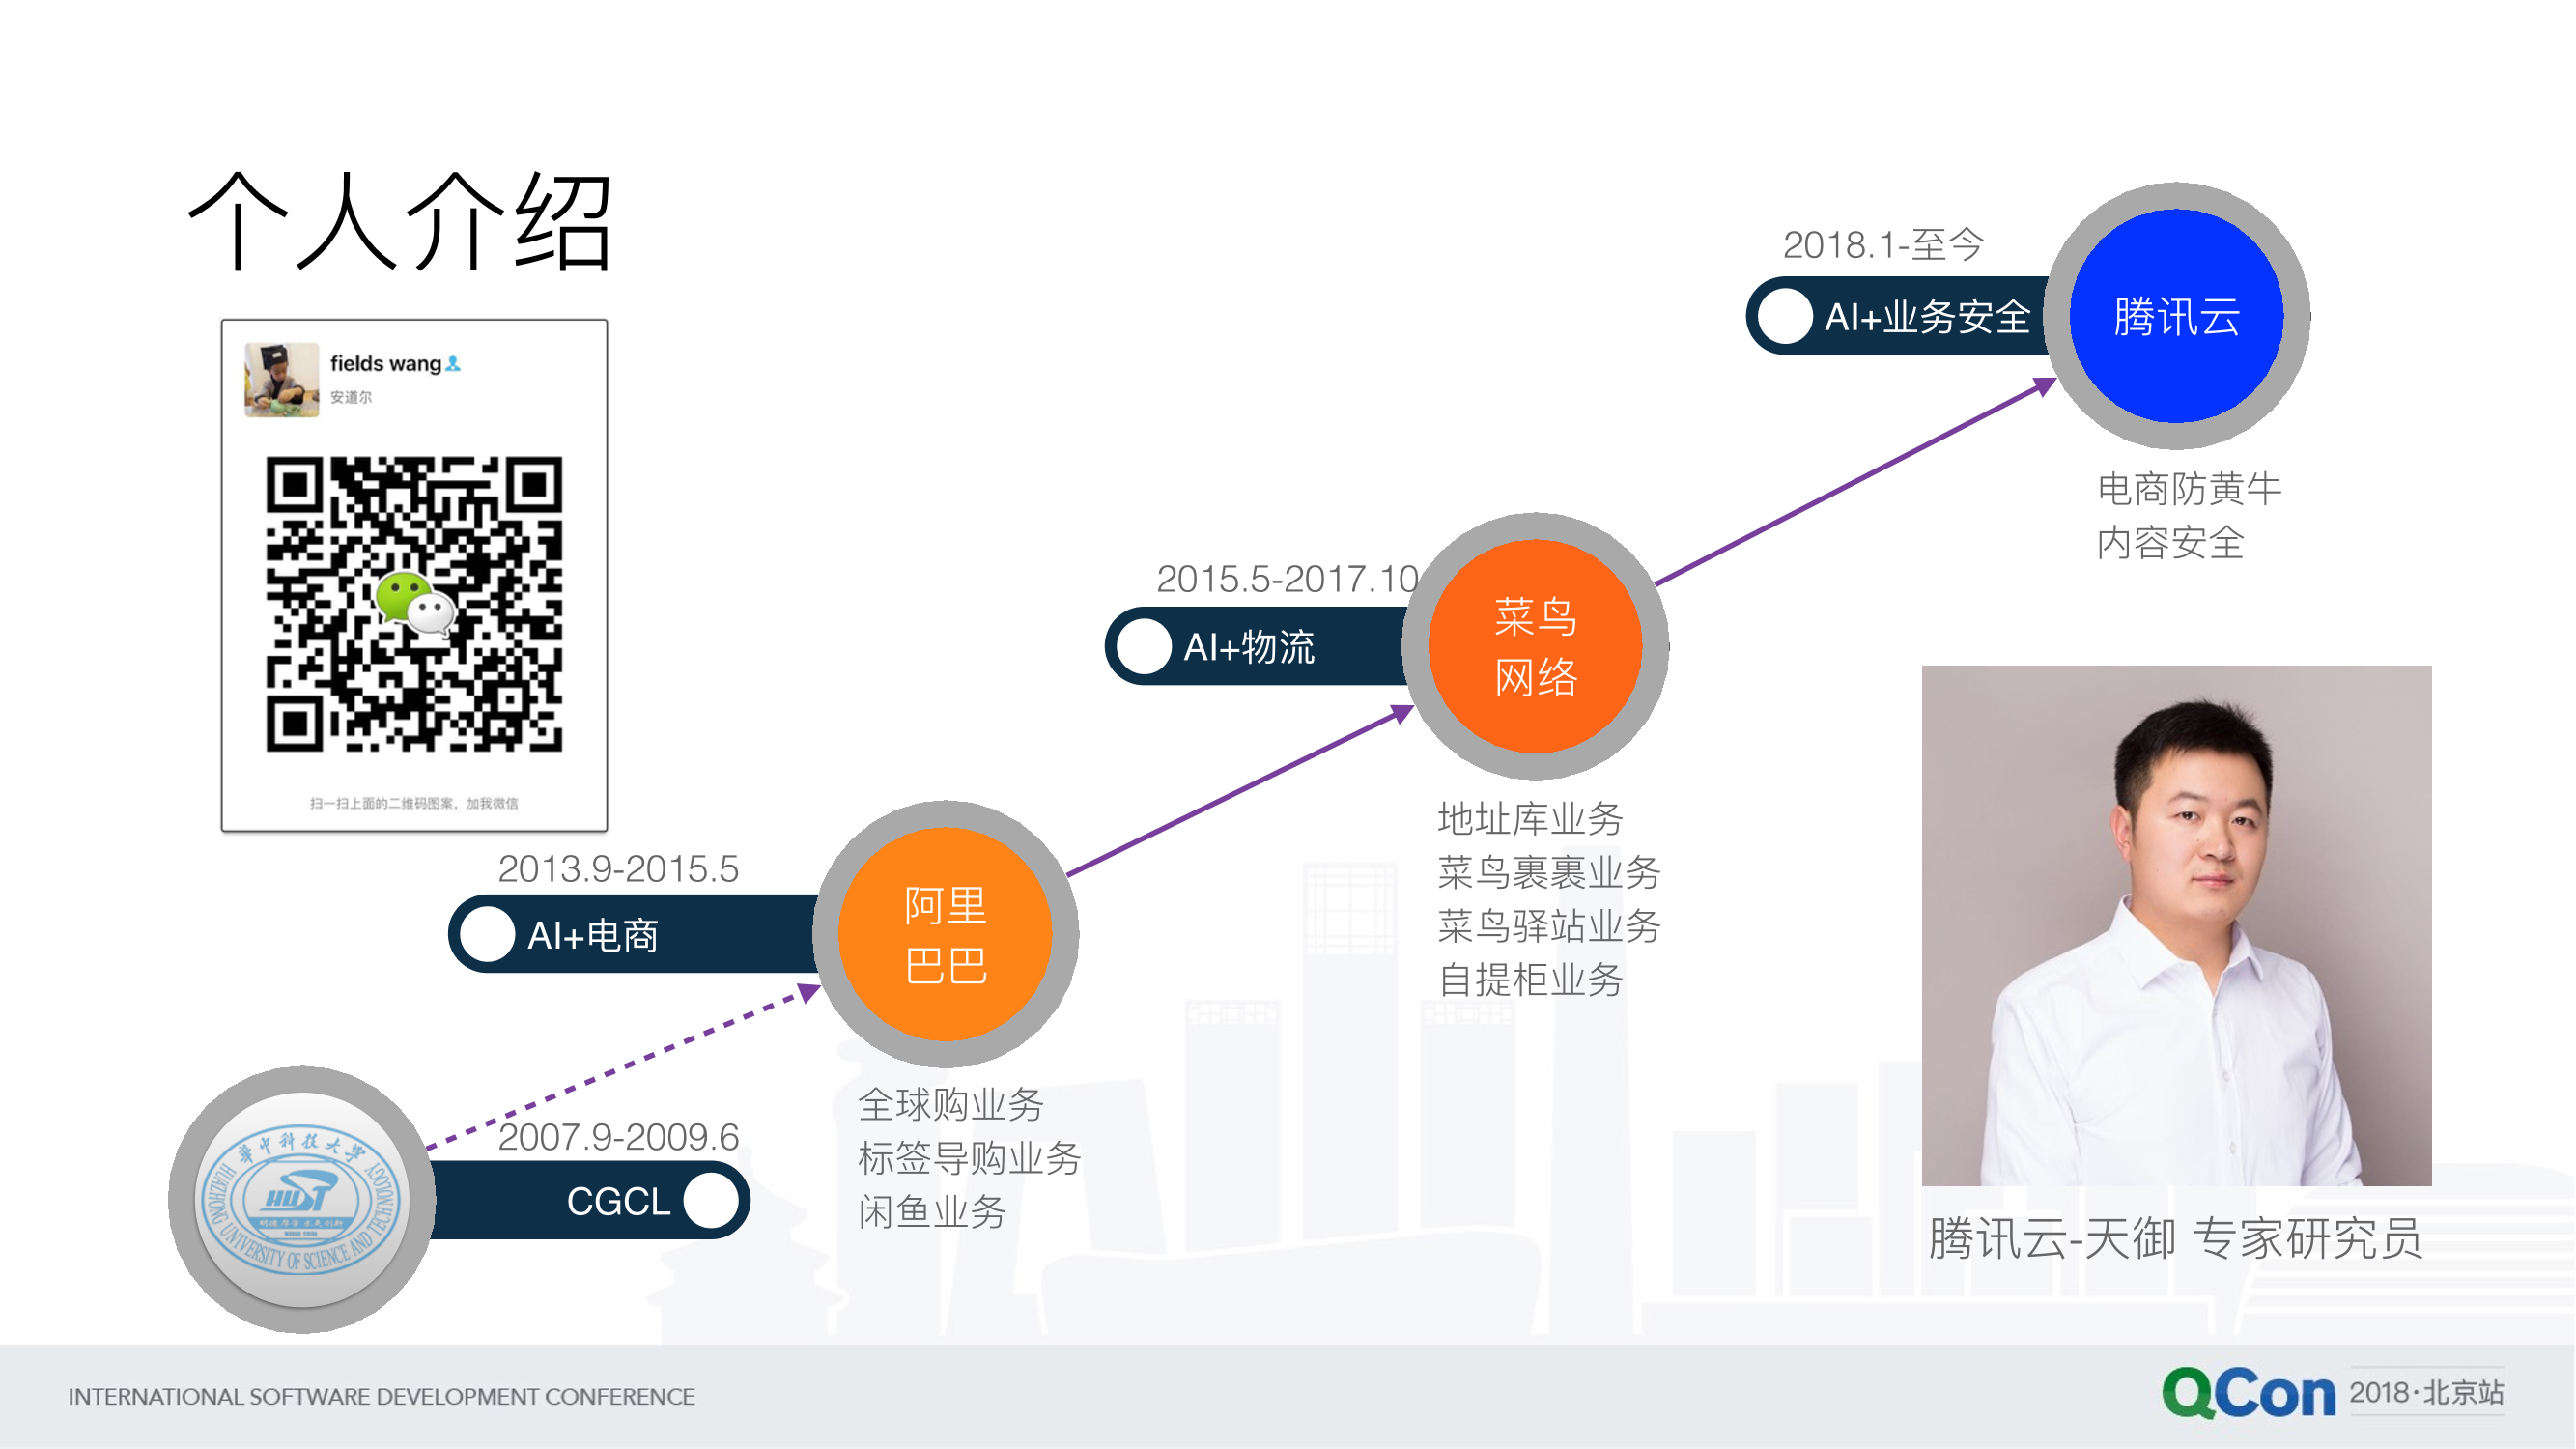 个人介绍
fields wang
安道尔
扫一扫上面的二维码图案，加我微信
2018.1-至今
AI+业务安全
腾讯云
电商防黄牛
内容安全
2015.5-2017.10
AI+物流
菜鸟
网络
地址库业务
菜鸟裹裹业务
菜鸟驿站业务
自提柜业务
2013.9-2015.5
AI+电商
阿里
巴巴
全球购业务
标签导购业务
闲鱼业务
2007.9-2009.6
CGCL
华中科技大学
HUST
HUAZHONG UNIVERSITY OF SCIENCE AND TECHNOLOGY
腾讯云-天御 专家研究员
INTERNATIONAL SOFTWARE DEVELOPMENT CONFERENCE
QCon 2018·北京站